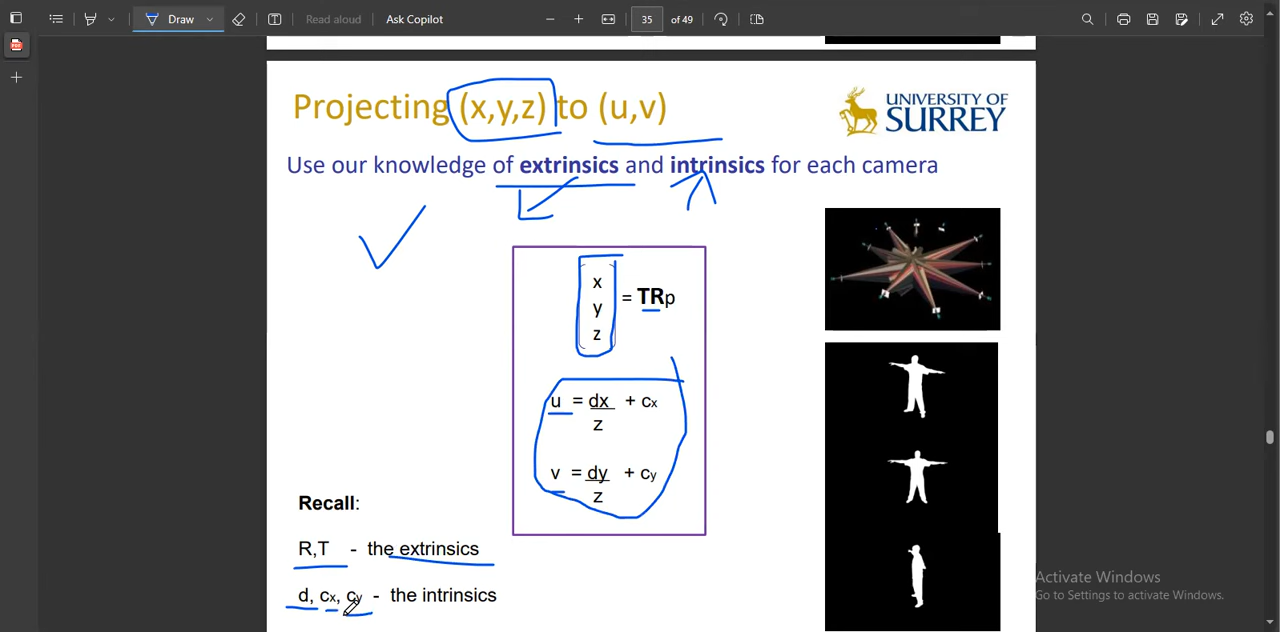 Draw
Read aloud
Ask Copilot
35
of 49
Projecting (x,y,z) to (u,v)
UNIVERSITY OF
SURREY
Use our knowledge of extrinsics and intrinsics for each camera
x
y
z
= TRp
u = dx + cx
z
v = dy + cy
z
Recall:
R,T - the extrinsics
d, cx, cy - the intrinsics
Activate Windows
Go to Settings to activate Windows.